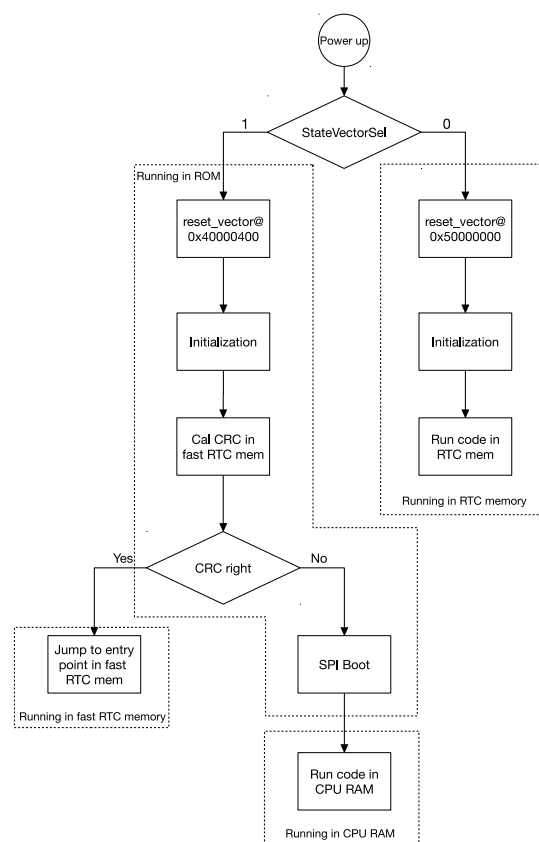 Power up
StateVectorSel
1
0
Running in ROM
reset_vector@
0x40000400
reset_vector@
0x50000000
Initialization
Initialization
Cal CRC in
fast RTC mem
Run code in
RTC mem
Running in RTC memory
Yes
No
CRC right
Jump to entry
point in fast
RTC mem
SPI Boot
Running in fast RTC memory
Run code in
CPU RAM
Running in CPU RAM